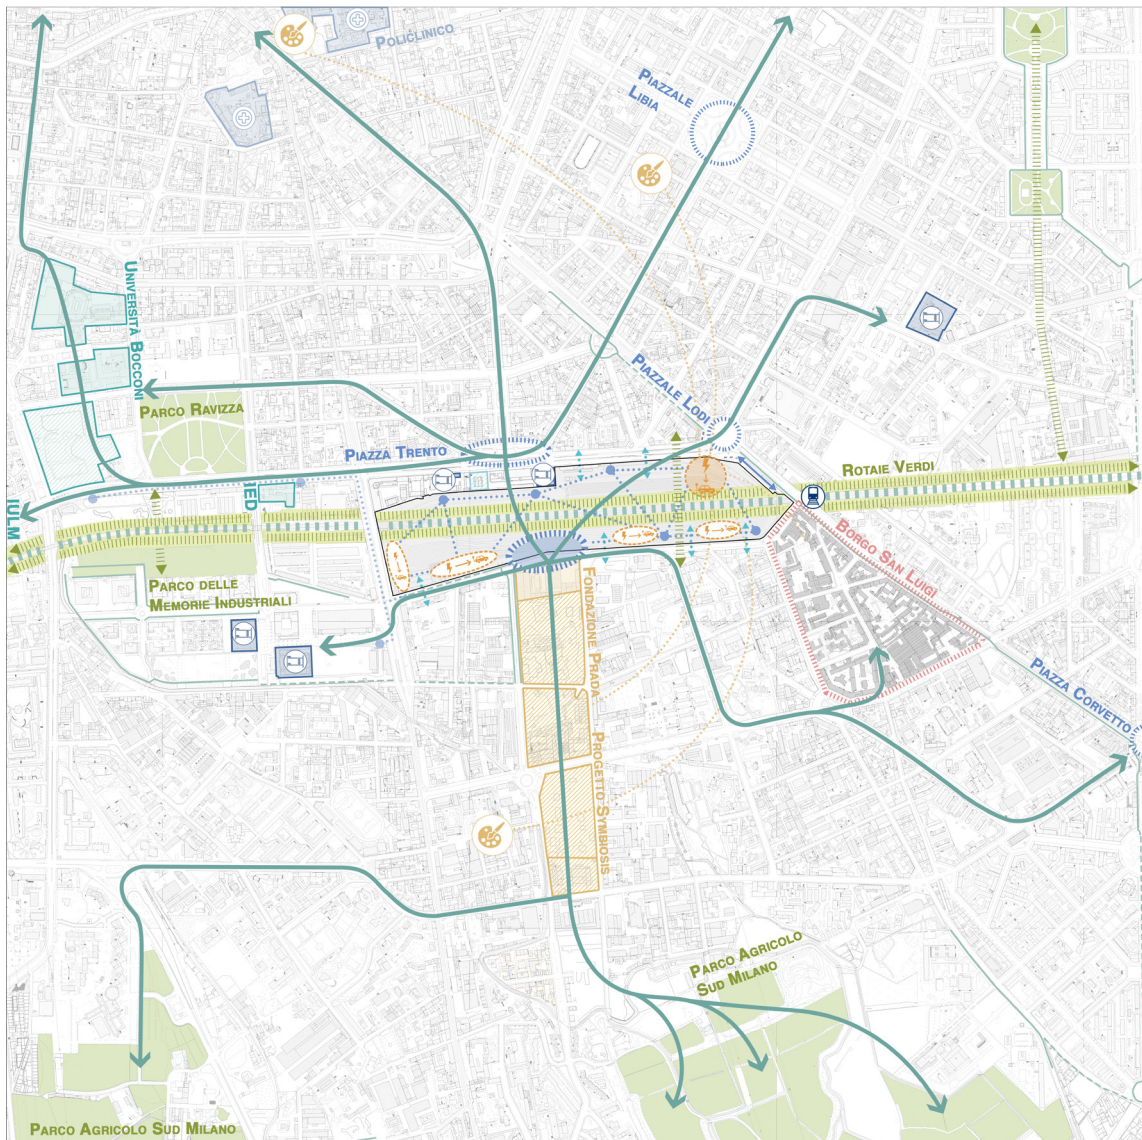 Policlinico
Piazzale
Libia
Università Bocconi
Piazzale Lodi
Parco Ravizza
Piazza Trento
Rotaie Verdi
IULM
IED
Borgo San Luigi
Parco delle
Memorie Industriali
Fondazione Prada
Piazza Corvetto
Progetto Symbiosis
Parco Agricolo
Sud Milano
Parco Agricolo Sud Milano